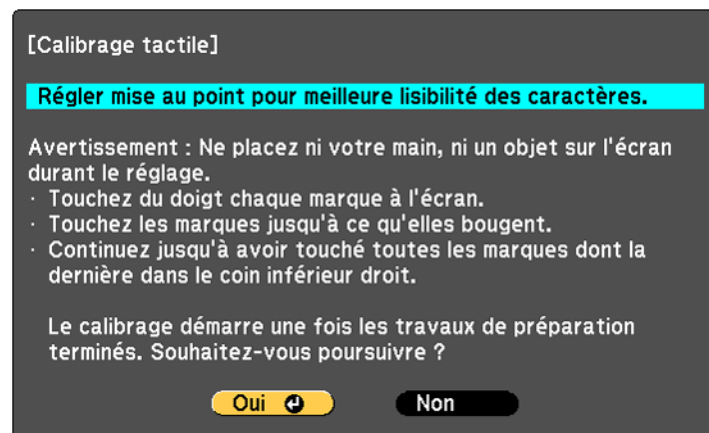 [Calibrage tactile]
Régler mise au point pour meilleure lisibilité des caractères.
Avertissement : Ne placez ni votre main, ni un objet sur l'écran
durant le réglage.
· Touchez du doigt chaque marque à l'écran.
· Touchez les marques jusqu'à ce qu'elles bougent.
· Continuez jusqu'à avoir touché toutes les marques dont la
dernière dans le coin inférieur droit.
Le calibrage démarre une fois les travaux de préparation
terminés. Souhaitez-vous poursuivre ?
Oui Non